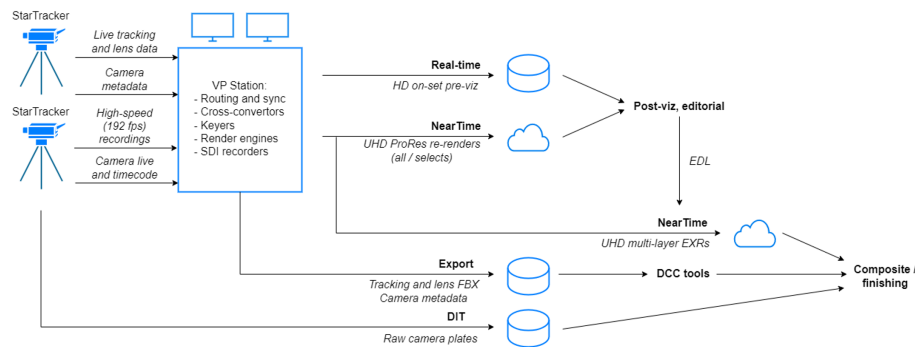 StarTracker
Live tracking
and lens data
Camera
metadata
StarTracker
High-speed
(192 fps)
recordings
Camera live
and timecode
VP Station:
- Routing and sync
- Cross-convertors
- Keyers
- Render engines
- SDI recorders
Real-time
HD on-set pre-viz
NearTime
UHD ProRes re-renders
(all / selects)
Post-viz, editorial
EDL
NearTime
UHD multi-layer EXRs
Export
Tracking and lens FBX
Camera metadata
DCC tools
Composite /
finishing
DIT
Raw camera plates